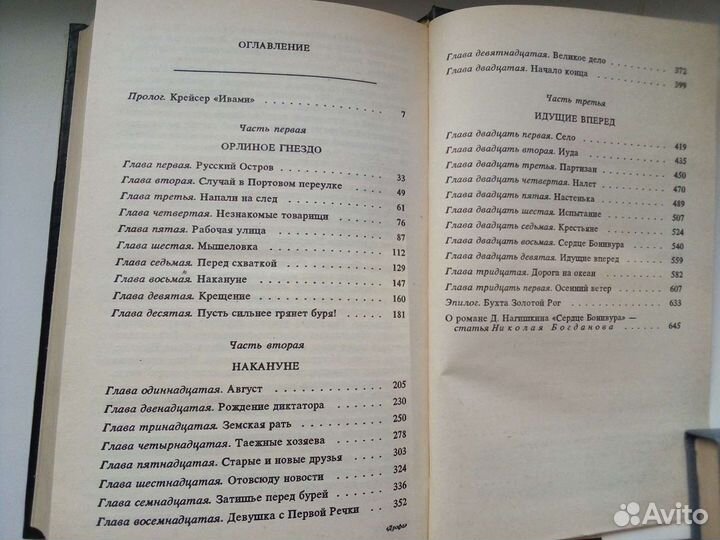 ОГЛАВЛЕНИЕ
Пролог. Крейсер «Ивами» . . . . . . . . . . . 7
Часть первая
ОРЛИНОЕ ГНЕЗДО
Глава первая. Русский Остров . . . . . . . . . . 33
Глава вторая. Случай в Портовом переулке . . . . . 49
Глава третья. Напали на след . . . . . . . . . . 61
Глава четвертая. Незнакомые товарищи . . . . . . 76
Глава пятая. Рабочая улица . . . . . . . . . . . 87
Глава шестая. Мышеловка . . . . . . . . . . . 112
Глава седьмая. Перед схваткой . . . . . . . . . 129
Глава восьмая. Накануне . . . . . . . . . . . 147
Глава девятая. Крещение . . . . . . . . . . . 160
Глава десятая. Пусть сильнее грянет буря! . . . . . 181
Часть вторая
НАКАНУНЕ
Глава одиннадцатая. Август . . . . . . . . . . 205
Глава двенадцатая. Рождение диктатора . . . . . . 230
Глава тринадцатая. Земская рать . . . . . . . . 250
Глава четырнадцатая. Таежные хозяева . . . . . . 278
Глава пятнадцатая. Старые и новые друзья . . . . . 303
Глава шестнадцатая. Отовсюду новости . . . . . . 324
Глава семнадцатая. Затишье перед бурей . . . . . . 336
Глава восемнадцатая. Девушка с Первой Речки . . . . 352
«Дрофа»
Глава девятнадцатая. Великое дело . . . . . . . . 372
Глава двадцатая. Начало конца . . . . . . . . . 399
Часть третья
ИДУЩИЕ ВПЕРЕД
Глава двадцать первая. Село . . . . . . . . . . 419
Глава двадцать вторая. Иуда . . . . . . . . . . 435
Глава двадцать третья. Партизан . . . . . . . . 450
Глава двадцать четвертая. Налет . . . . . . . . 470
Глава двадцать пятая. Настенька . . . . . . . . 489
Глава двадцать шестая. Испытание . . . . . . . . 507
Глава двадцать седьмая. Крестьяне . . . . . . . . 524
Глава двадцать восьмая. Сердце Бонивура . . . . . . 540
Глава двадцать девятая. Идущие вперед . . . . . . 560
Глава тридцатая. Дорога на океан . . . . . . . . 582
Глава тридцать первая. Осенний ветер . . . . . . . 607
Эпилог. Бухта Золотой Рог . . . . . . . . . . 633
О романе Д. Нагишкина «Сердце Бонивура» —
статья Николая Богданова . . . . . . . 645
Avito